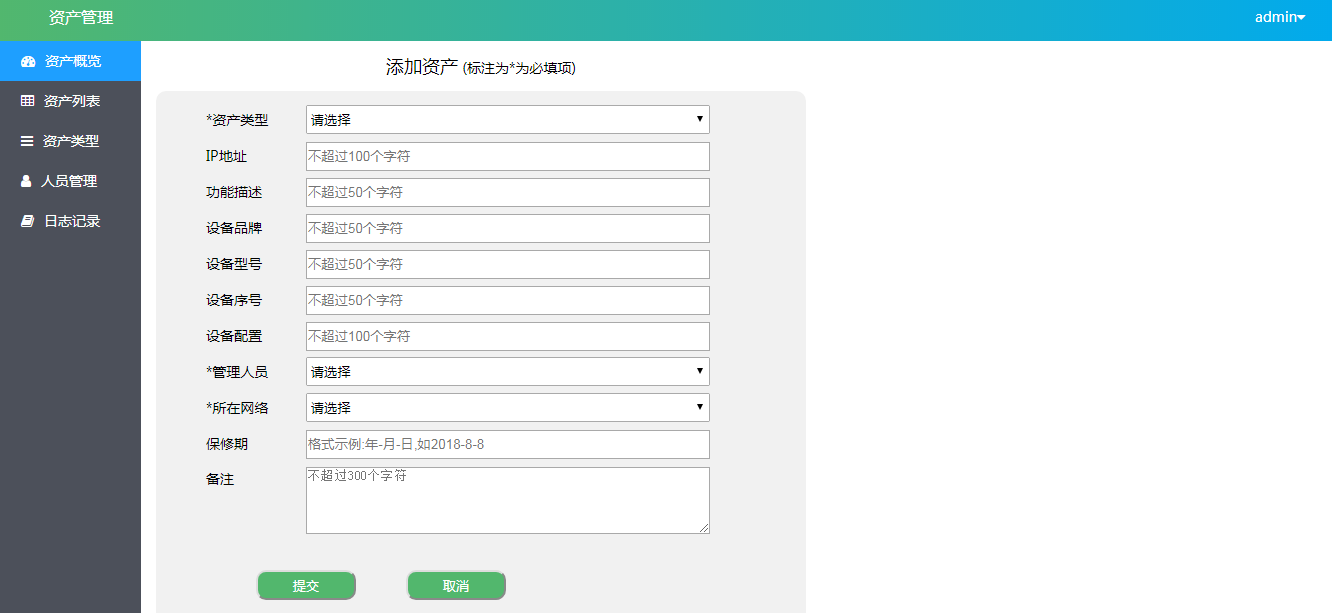 资产管理
admin
资产概览
资产列表
资产类型
人员管理
日志记录
添加资产 (标注为*为必填项)
*资产类型 请选择
IP地址 不超过100个字符
功能描述 不超过50个字符
设备品牌 不超过50个字符
设备型号 不超过50个字符
设备序号 不超过50个字符
设备配置 不超过100个字符
*管理人员 请选择
*所在网络 请选择
保修期 格式示例:年-月-日,如2018-8-8
备注 不超过300个字符
提交 取消